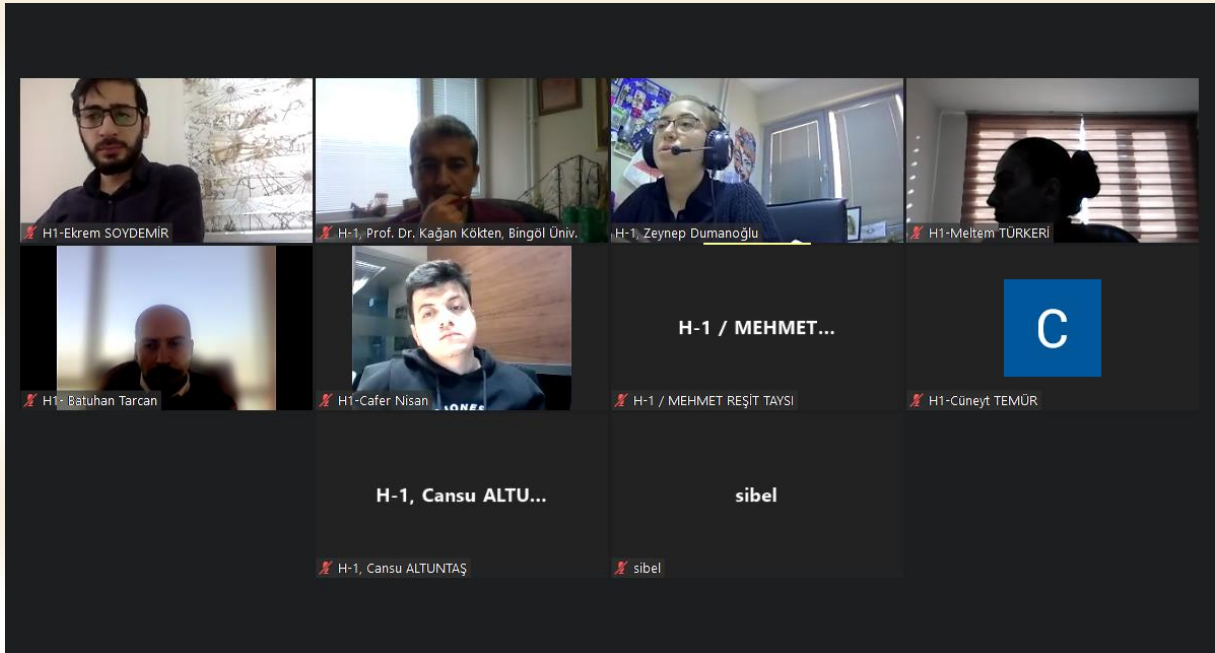 H1-Ekrem SOYDEMİR
H-1, Prof. Dr. Kağan Kökten, Bingöl Üniv.
H-1, Zeynep Dumanoğlu
H1-Meltem TÜRKERİ
H1- Batuhan Tarcan
H1-Cafer Nisan
H-1 / MEHMET...
H-1 / MEHMET REŞİT TAYSI
C
H1-Cüneyt TEMÜR
H-1, Cansu ALTU...
H-1, Cansu ALTUNTAŞ
sibel
sibel